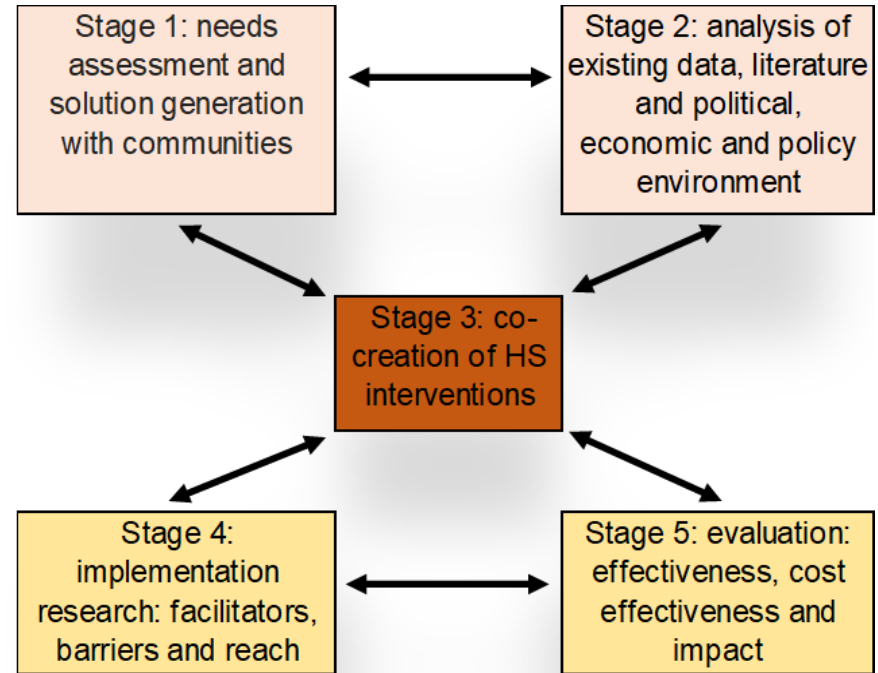 Stage 1: needs
assessment and
solution generation
with communities
Stage 2: analysis of
existing data, literature
and political,
economic and policy
environment
Stage 3: co-
creation of HS
interventions
Stage 4:
implementation
research: facilitators,
barriers and reach
Stage 5: evaluation:
effectiveness, cost
effectiveness and
impact